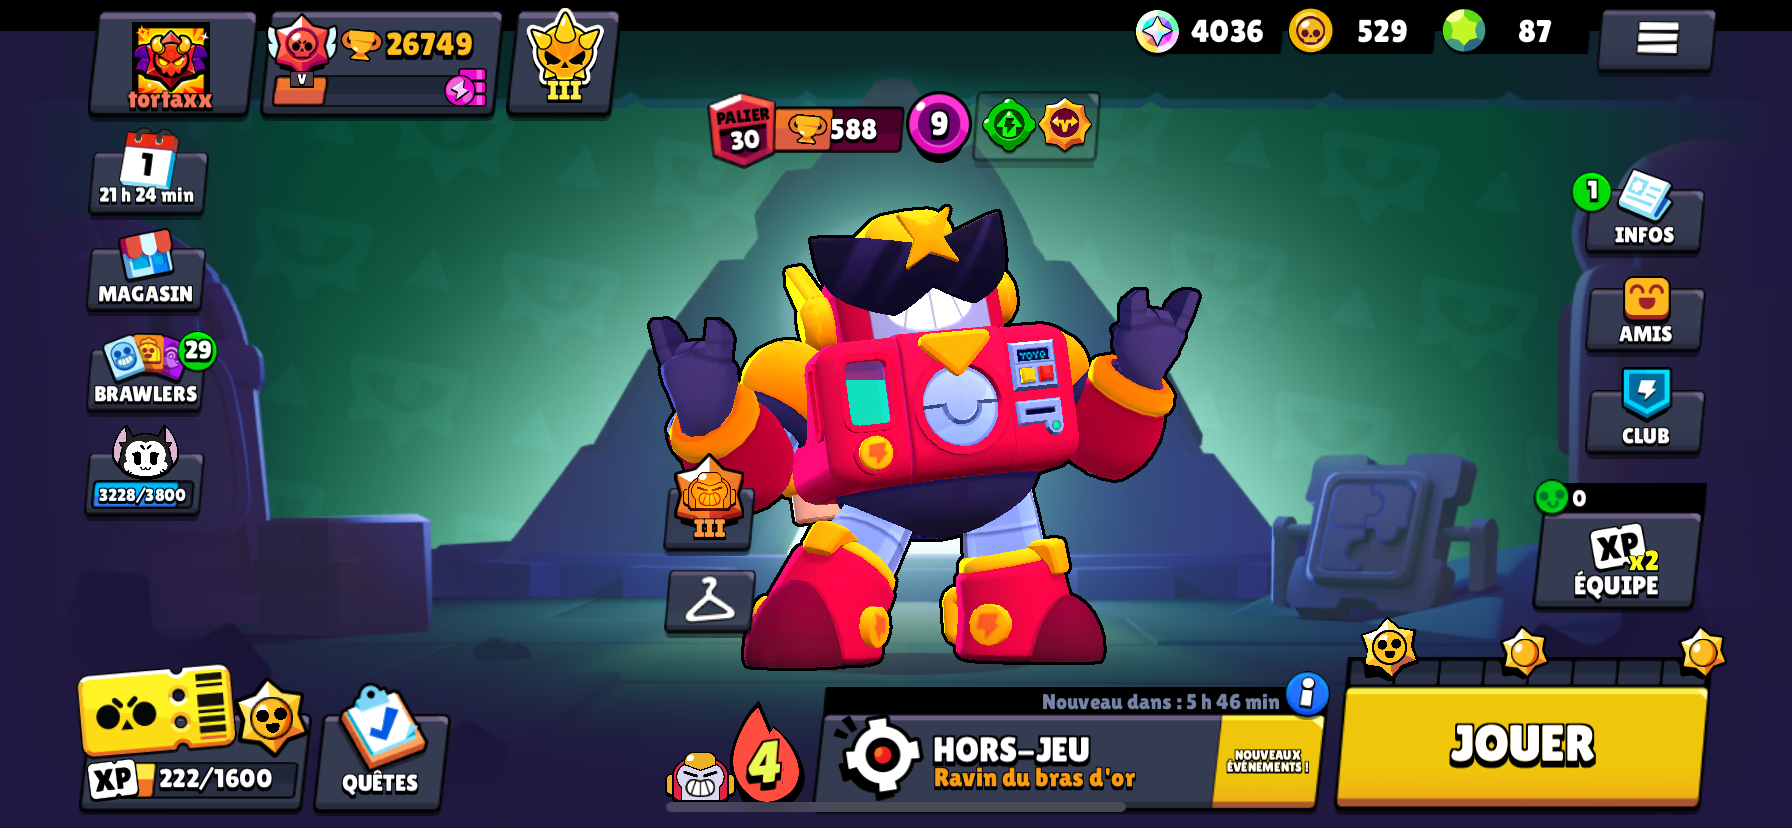 tortaxx
V
26749
III
4036
529
87
PALIER
30
588
9
1
21 h 24 min
MAGASIN
29
BRAWLERS
3228/3800
1
INFOS
AMIS
CLUB
0
XP
x2
ÉQUIPE
YOYO
III
XP
222/1600
QUÊTES
4
Nouveau dans : 5 h 46 min
i
HORS-JEU
Ravin du bras d'or
NOUVEAUX
ÉVÉNEMENTS !
JOUER